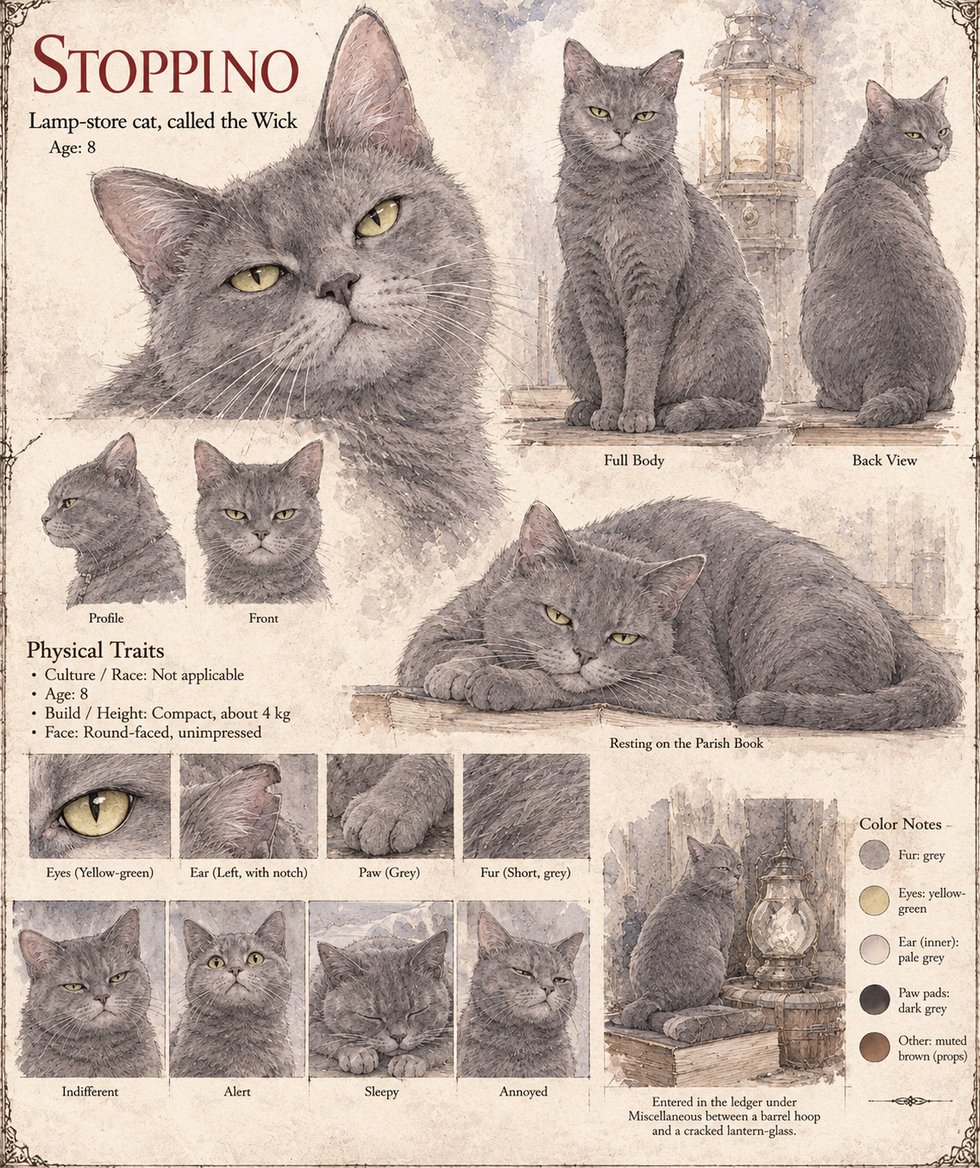 STOPPINO
Lamp-store cat, called the Wick
Age: 8
Full Body
Back View
Profile
Front
Physical Traits
• Culture / Race: Not applicable
• Age: 8
• Build / Height: Compact, about 4 kg
• Face: Round-faced, unimpressed
Resting on the Parish Book
Eyes (Yellow-green)
Ear (Left, with notch)
Paw (Grey)
Fur (Short, grey)
Indifferent
Alert
Sleepy
Annoyed
Entered in the ledger under
Miscellaneous between a barrel hoop
and a cracked lantern-glass.
Color Notes
Fur: grey
Eyes: yellow-
green
Ear (inner):
pale grey
Paw pads:
dark grey
Other: muted
brown (props)